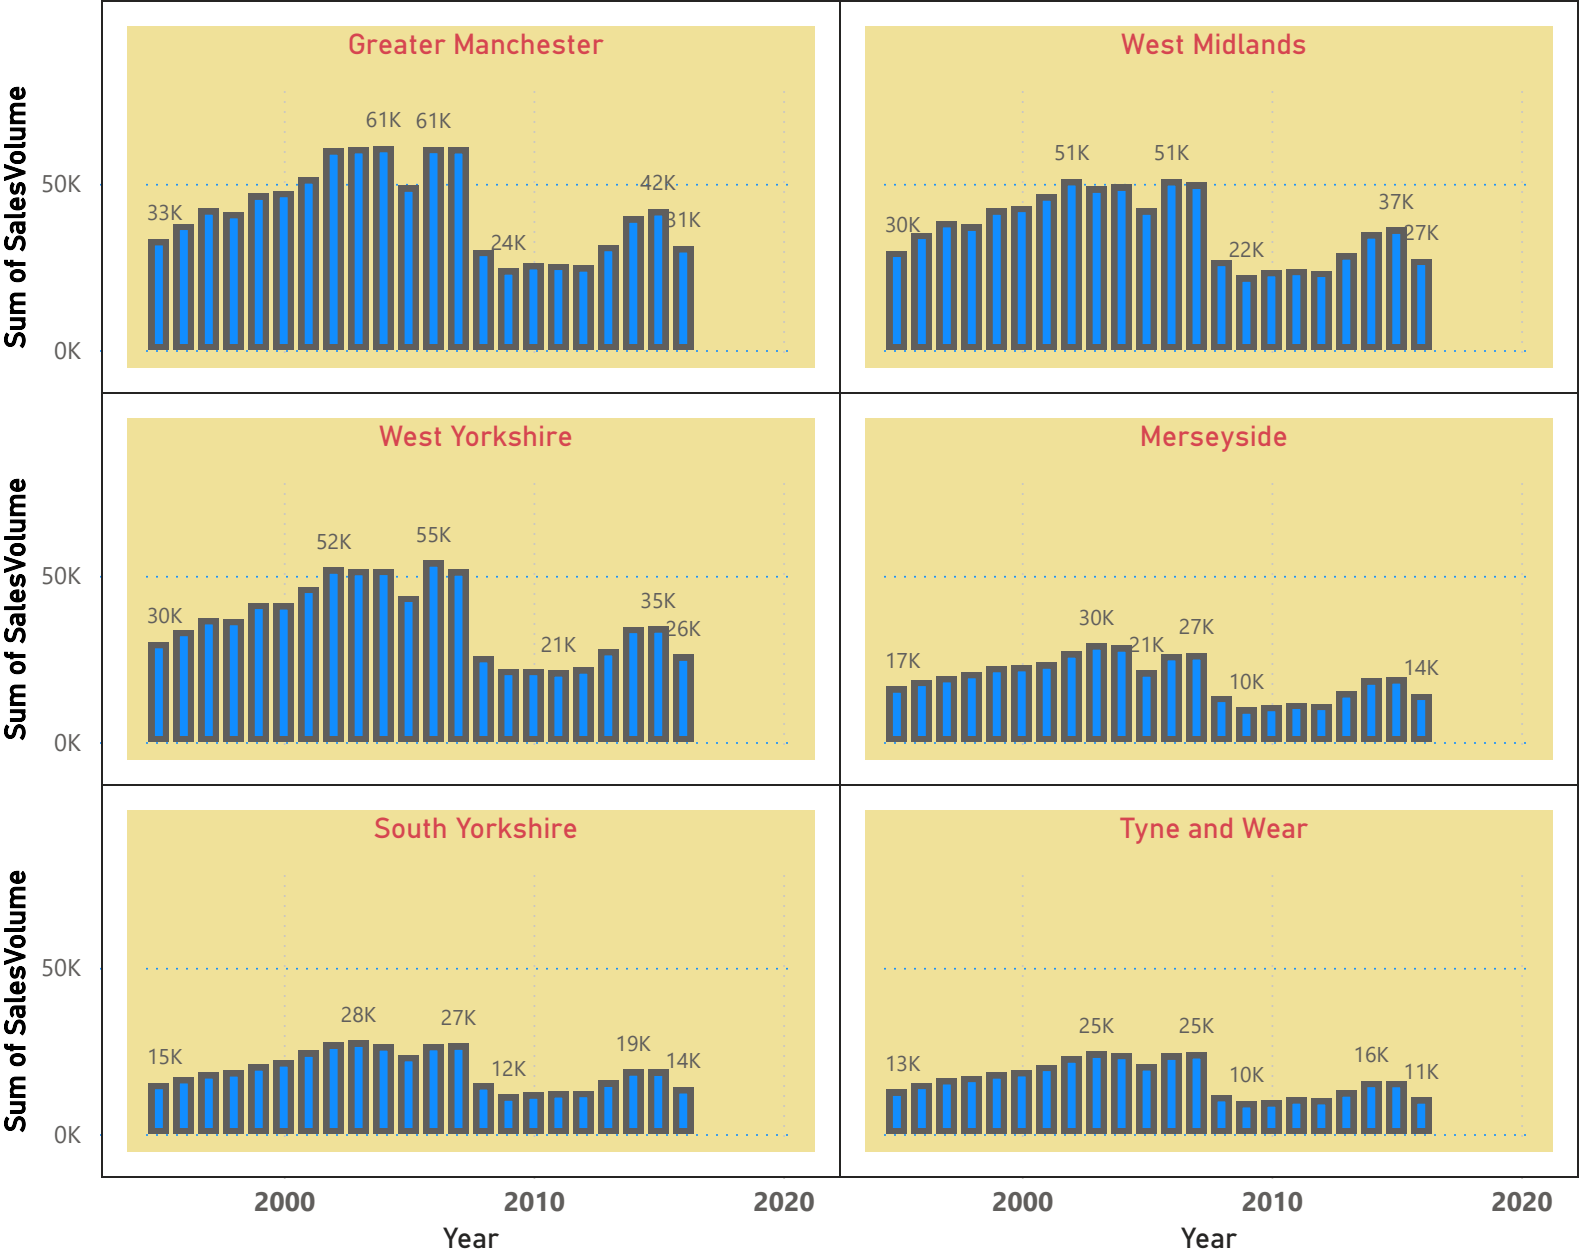 Greater Manchester
West Midlands
Sum of SalesVolume
50K
0K
33K
61K
61K
24K
42K
31K
30K
51K
51K
22K
37K
27K
West Yorkshire
Merseyside
Sum of SalesVolume
50K
0K
30K
52K
55K
21K
35K
26K
17K
30K
21K
27K
10K
14K
South Yorkshire
Tyne and Wear
Sum of SalesVolume
50K
0K
15K
28K
27K
12K
19K
14K
13K
25K
25K
10K
16K
11K
2000
2010
2020
2000
2010
2020
Year
Year